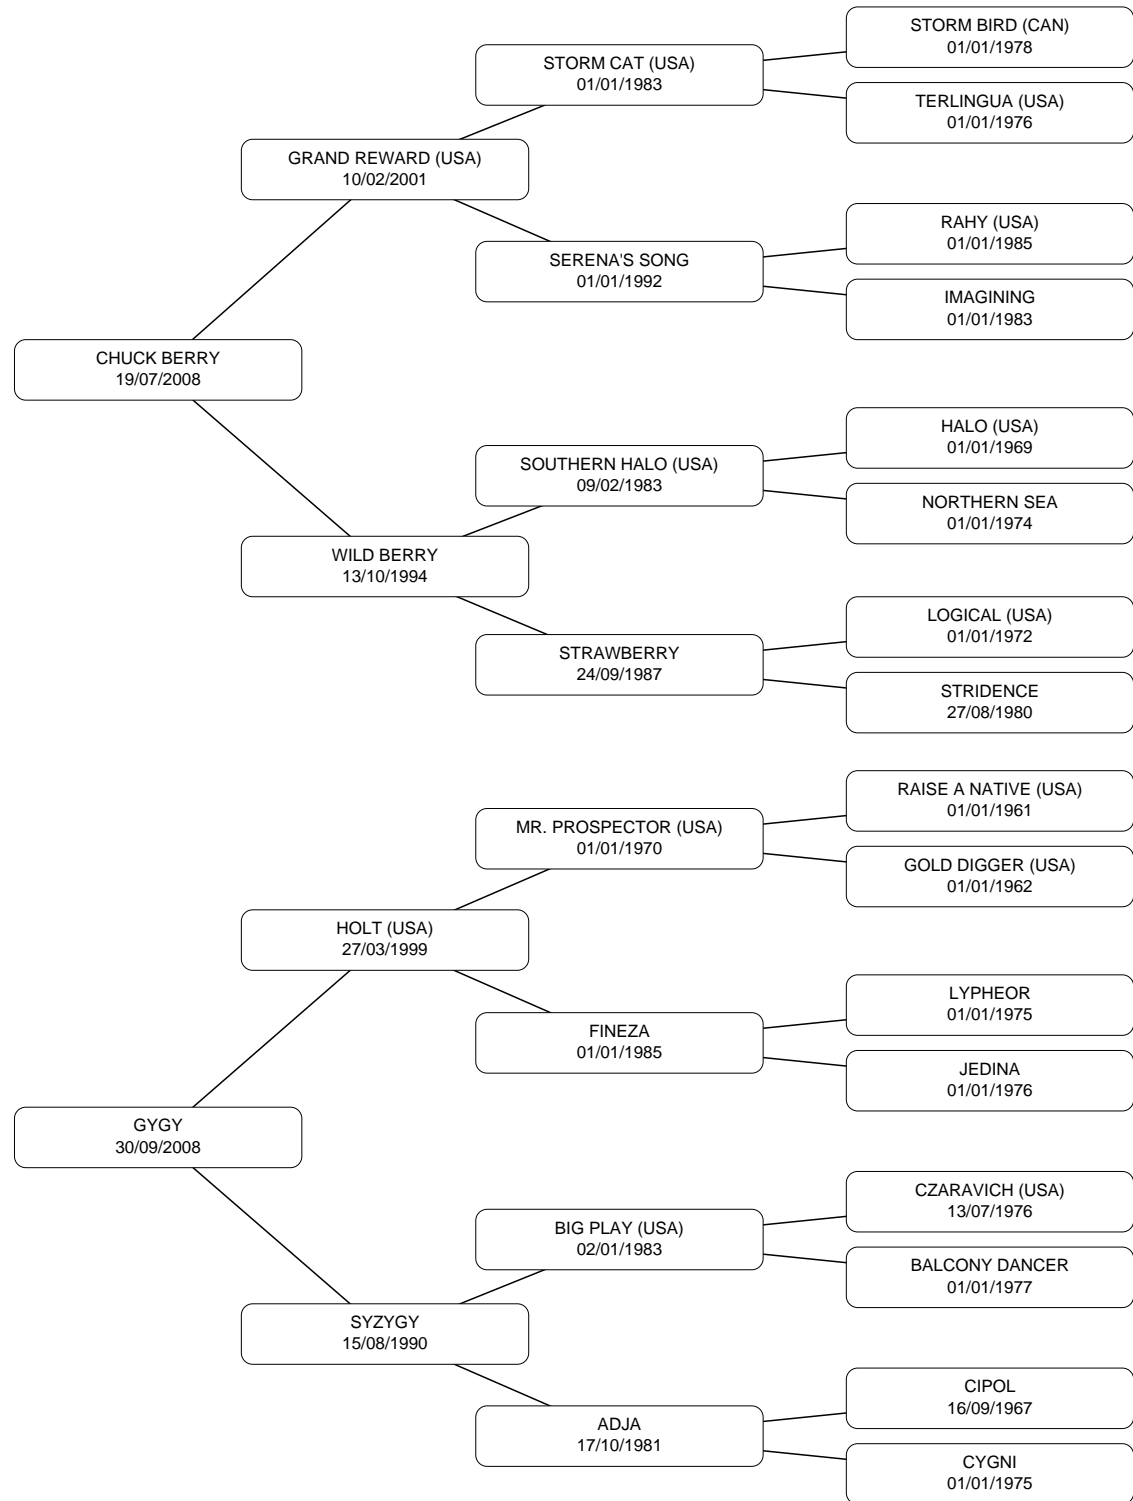 STORM BIRD (CAN)
01/01/1978
STORM CAT (USA)
01/01/1983
TERLINGUA (USA)
01/01/1976
GRAND REWARD (USA)
10/02/2001
RAHY (USA)
01/01/1985
SERENA'S SONG
01/01/1992
IMAGINING
01/01/1983
CHUCK BERRY
19/07/2008
HALO (USA)
01/01/1969
SOUTHERN HALO (USA)
09/02/1983
NORTHERN SEA
01/01/1974
WILD BERRY
13/10/1994
LOGICAL (USA)
01/01/1972
STRAWBERRY
24/09/1987
STRIDENCE
27/08/1980
RAISE A NATIVE (USA)
01/01/1961
MR. PROSPECTOR (USA)
01/01/1970
GOLD DIGGER (USA)
01/01/1962
HOLT (USA)
27/03/1999
LYPHEOR
01/01/1975
FINEZA
01/01/1985
JEDINA
01/01/1976
GYGY
30/09/2008
CZARAVICH (USA)
13/07/1976
BIG PLAY (USA)
02/01/1983
BALCONY DANCER
01/01/1977
SYZYGY
15/08/1990
CIPOL
16/09/1967
ADJA
17/10/1981
CYGNI
01/01/1975